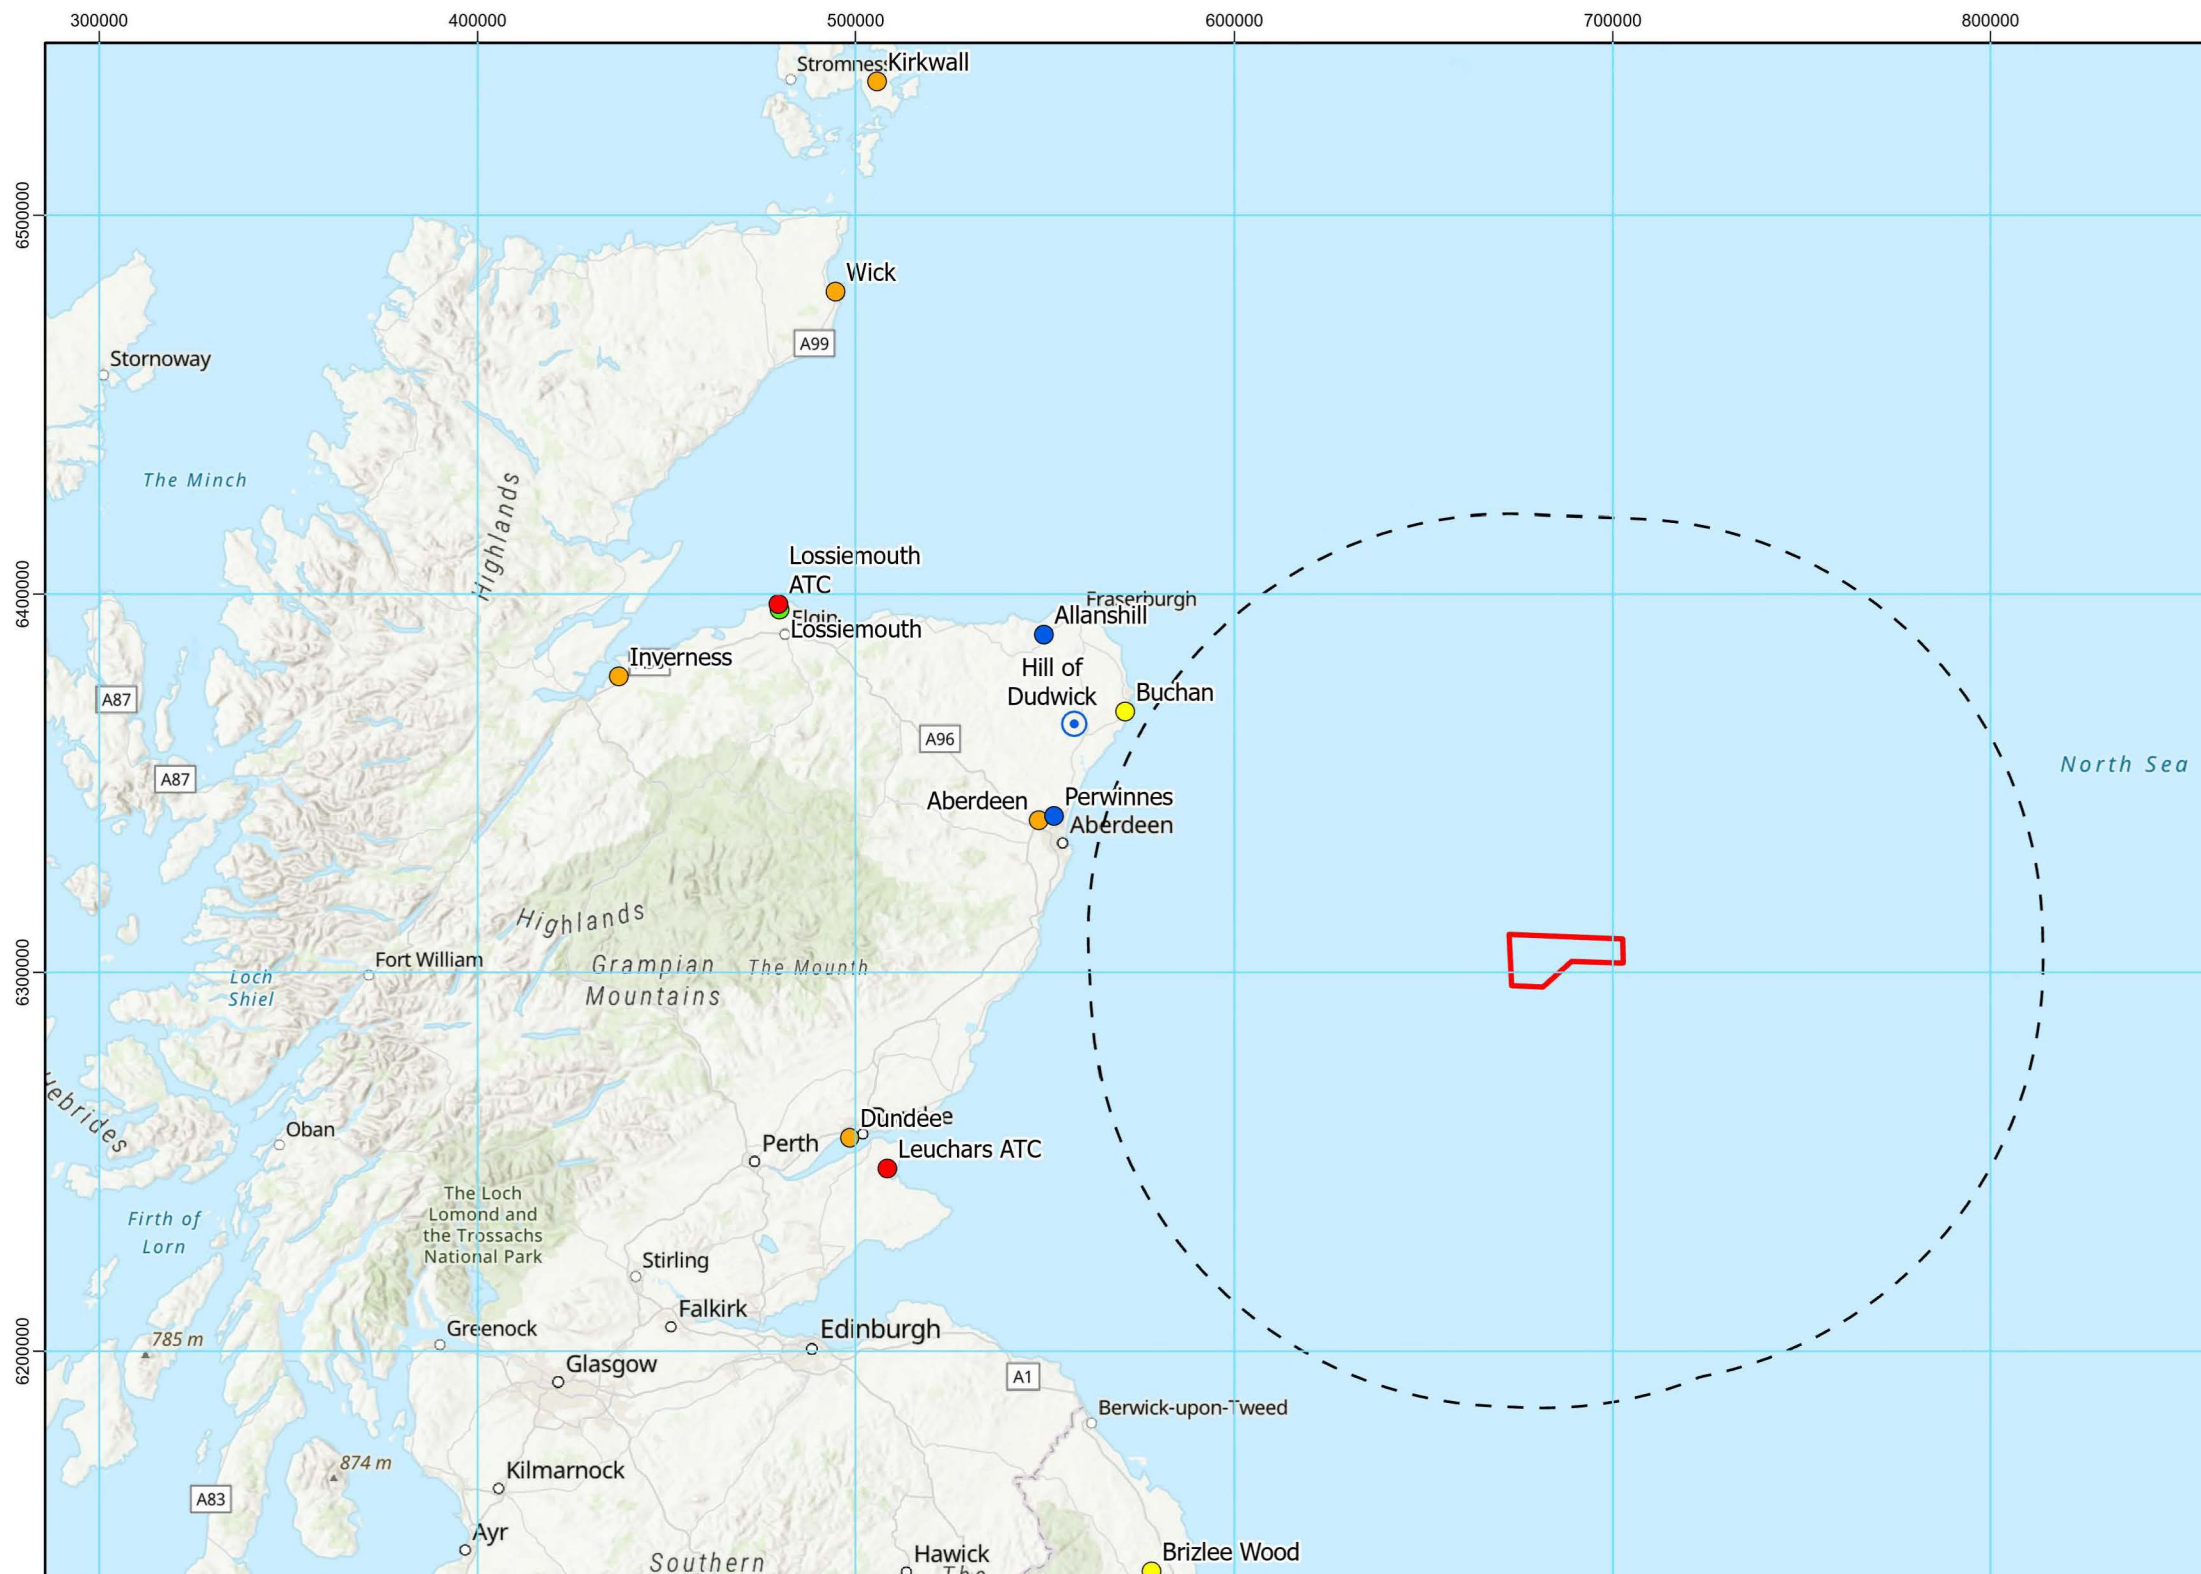 300000
400000
500000
600000
700000
800000
6500000
6400000
6300000
6200000
Stromness
Kirkwall
Wick
A99
Stornoway
The Minch
Highlands
Lossiemouth
ATC
Elgin
Lossiemouth
Fraserburgh
Allanshill
Inverness
Hill of
Dudwick
Buchan
A87
A96
A87
North Sea
Aberdeen
Perwinnes
Aberdeen
Highlands
Grampian
Mountains
The Mounth
Fort William
Loch
Shiel
Hebrides
Oban
Dundee
Perth
Leuchars ATC
The Loch
Lomond and
the Trossachs
National Park
Firth of
Lorn
Stirling
Falkirk
785 m
Greenock
Edinburgh
Glasgow
A1
Berwick-upon-Tweed
874 m
Kilmarnock
A83
Ayr
Southern
Hawick
The
Brizlee Wood